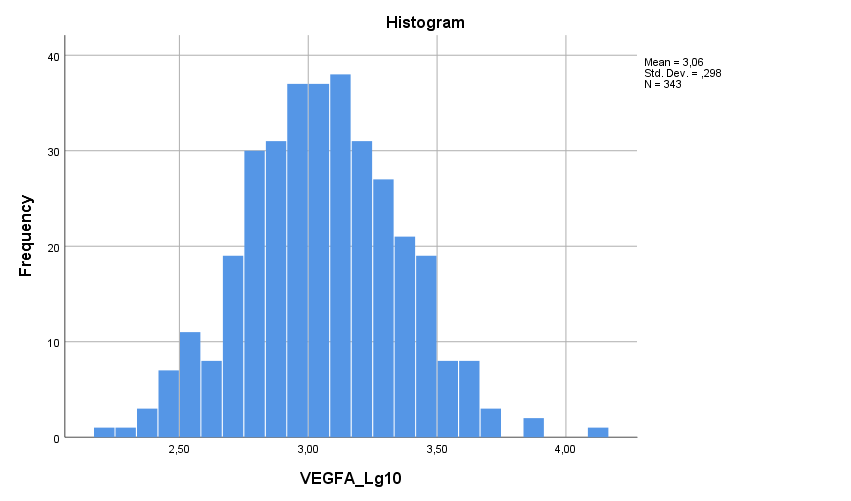 Histogram
Mean = 3,06
Std. Dev. = ,298
N = 343
40
30
20
10
0
Frequency
2,50 3,00 3,50 4,00
VEGFA_Lg10